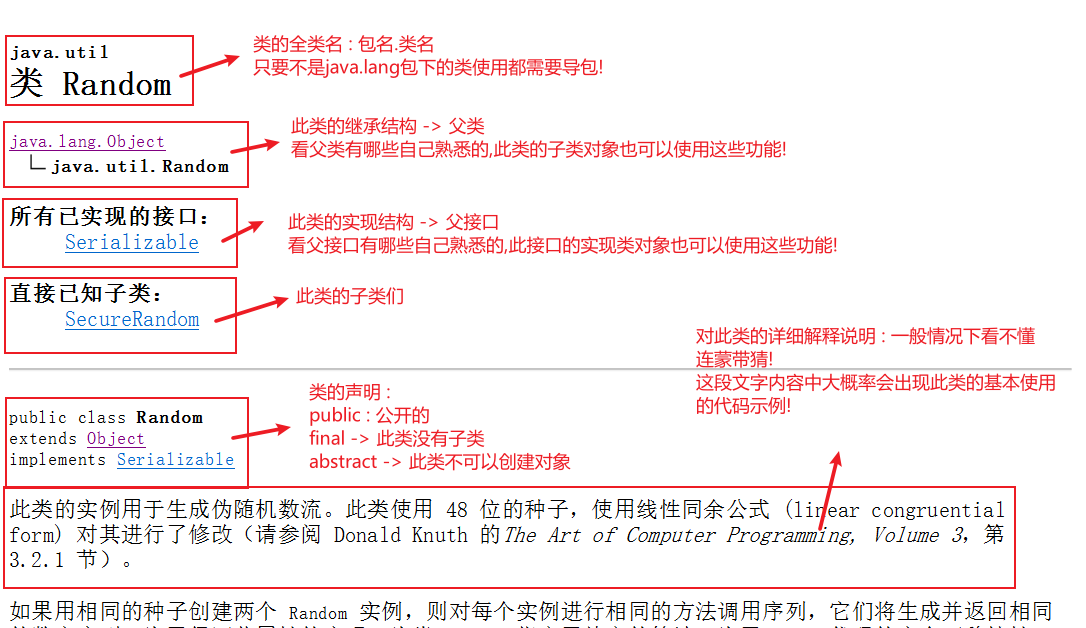 java.util
类 Random
类的全类名 : 包名.类名
只要不是java.lang包下的类使用都需要导包!
java.lang.Object
java.util.Random
此类的继承结构 -> 父类
看父类有哪些自己熟悉的,此类的子类对象也可以使用这些功能!
所有已实现的接口：
Serializable
此类的实现结构 -> 父接口
看父接口有哪些自己熟悉的,此接口的实现类对象也可以使用这些功能!
直接已知子类：
SecureRandom
此类的子类们
对此类的详细解释说明 : 一般情况下看不懂
连蒙带猜!
这段文字内容中大概率会出现此类的基本使用
的代码示例!
public class Random
extends Object
implements Serializable
类的声明 :
public : 公开的
final -> 此类没有子类
abstract -> 此类不可以创建对象
此类的实例用于生成伪随机数流。此类使用 48 位的种子，使用线性同余公式 (linear congruential
form) 对其进行了修改（请参阅 Donald Knuth 的The Art of Computer Programming, Volume 3，第
3.2.1 节）。
如果用相同的种子创建两个 Random 实例，则对每个实例进行相同的方法调用序列，它们将生成并返回相同